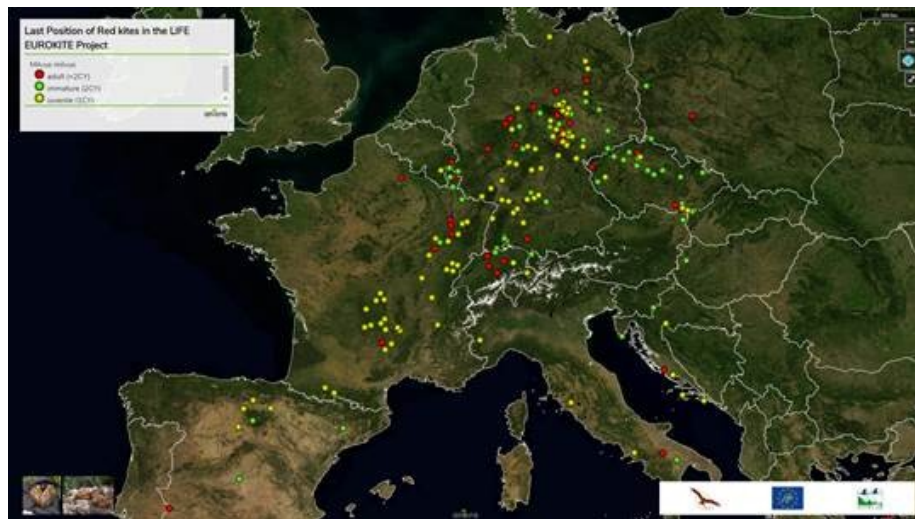 Last Position of Red kites in the LIFE
EUROKITE Project
Milvus milvus
adult (>2CY)
immature (2CY)
juvenile (1CY)